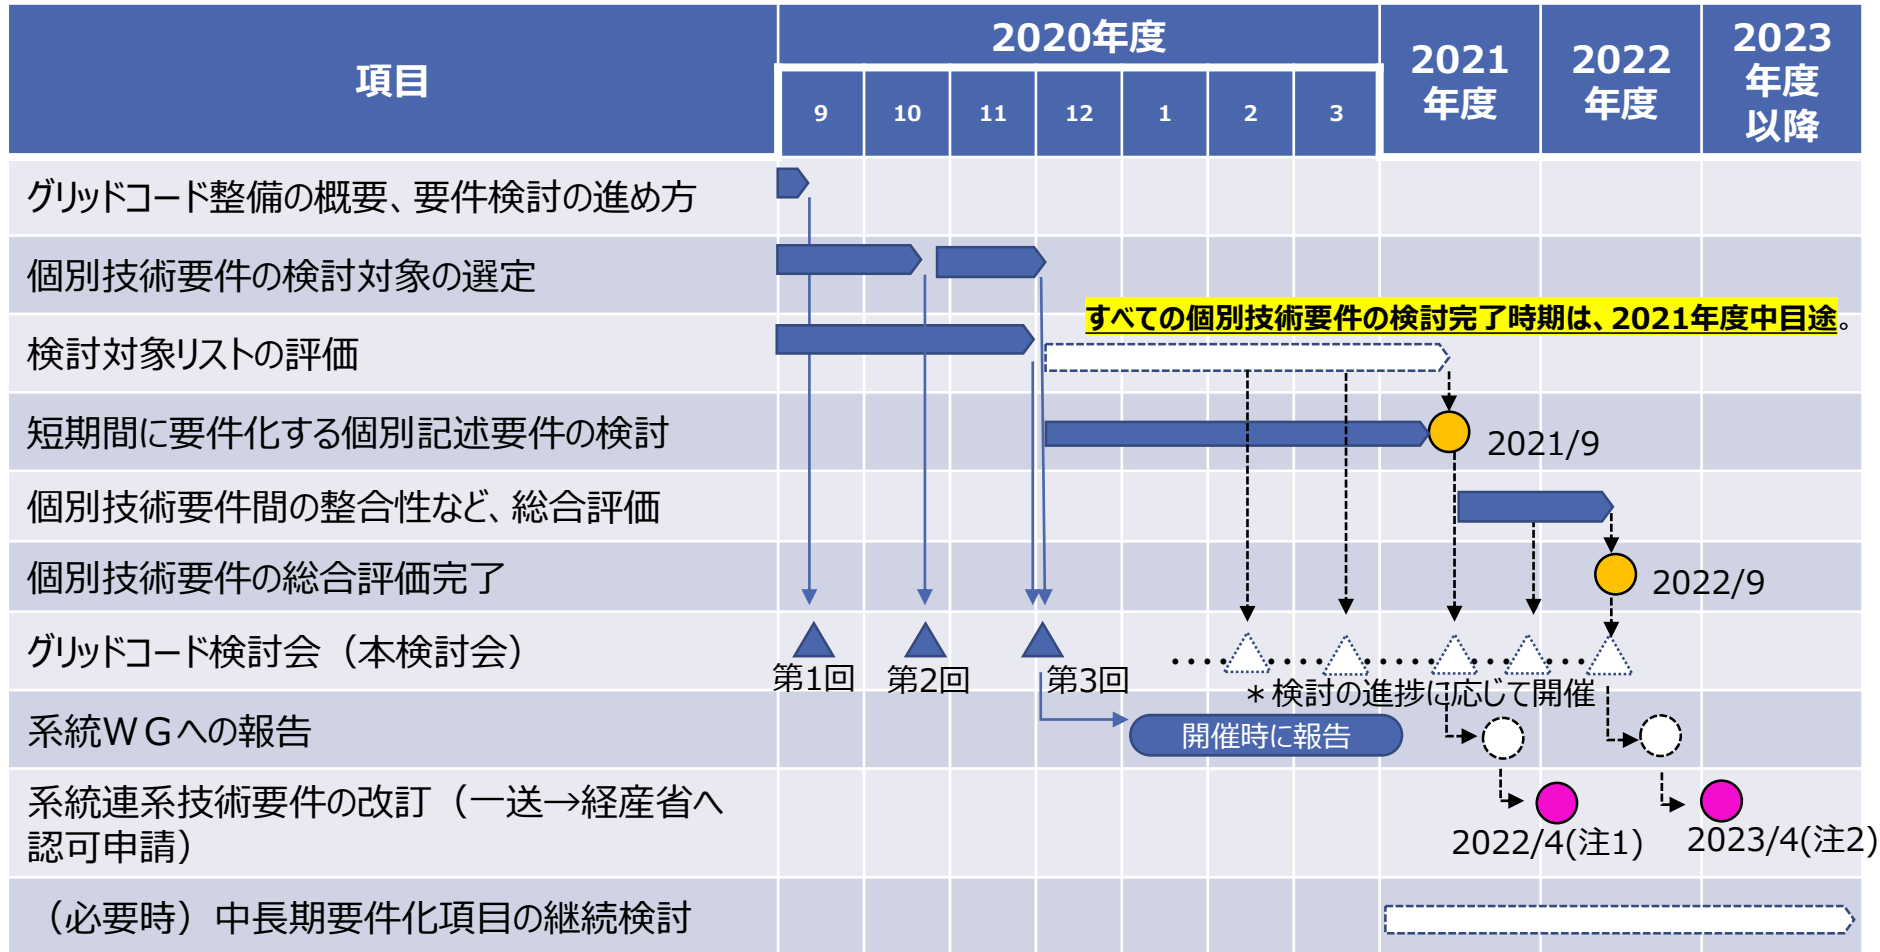 項目
2020年度
2021
年度
2022
年度
2023
年度
以降
9
10
11
12
1
2
3
グリッドコード整備の概要、要件検討の進め方
個別技術要件の検討対象の選定
すべての個別技術要件の検討完了時期は、2021年度中目途。
検討対象リストの評価
短期間に要件化する個別記述要件の検討
2021/9
個別技術要件間の整合性など、総合評価
個別技術要件の総合評価完了
2022/9
グリッドコード検討会（本検討会）
第1回
第2回
第3回
＊検討の進捗に応じて開催
系統ＷＧへの報告
開催時に報告
系統連系技術要件の改訂（一送→経産省へ
認可申請）
2022/4(注1)
2023/4(注2)
（必要時）中長期要件化項目の継続検討